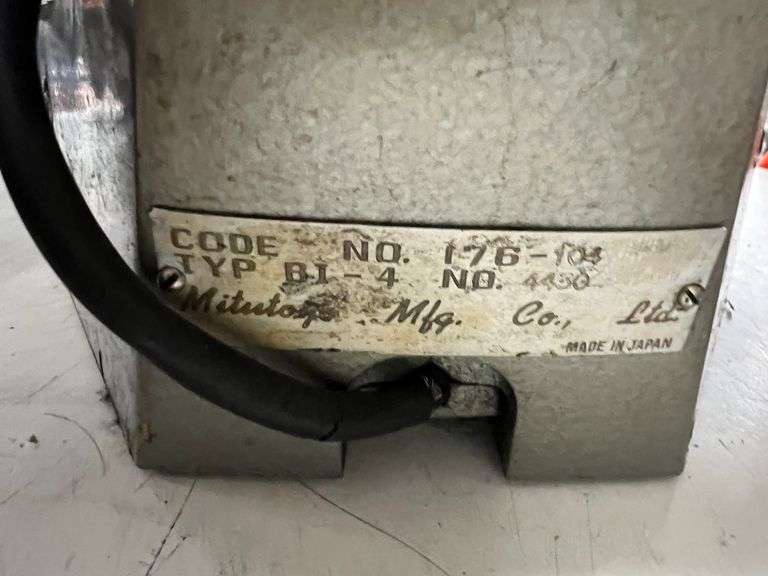 CODE NO. 176-104
TYP BI-4 NO. 4430
Mitutoyo Mfg. Co., Ltd.
MADE IN JAPAN